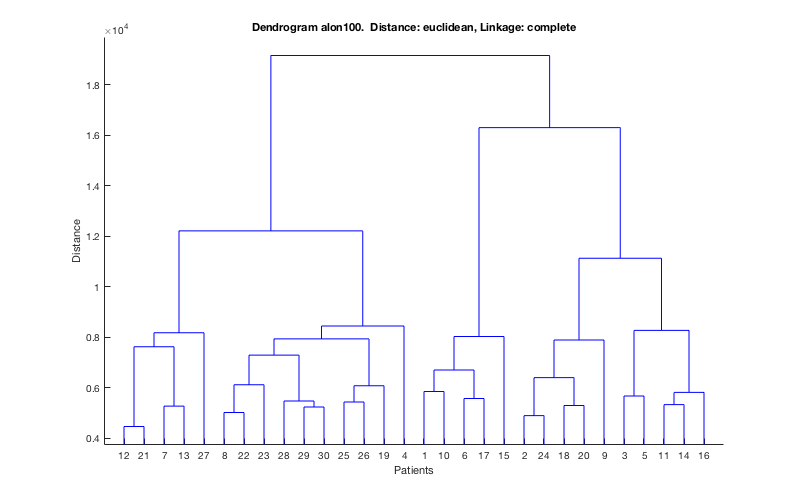 Dendrogram alon100.  Distance: euclidean, Linkage: complete
×10⁴
1.8
1.6
1.4
1.2
1
0.8
0.6
0.4
Distance
12 21 7 13 27 8 22 23 28 29 30 25 26 19 4 1 10 6 17 15 2 24 18 20 9 3 5 11 14 16
Patients